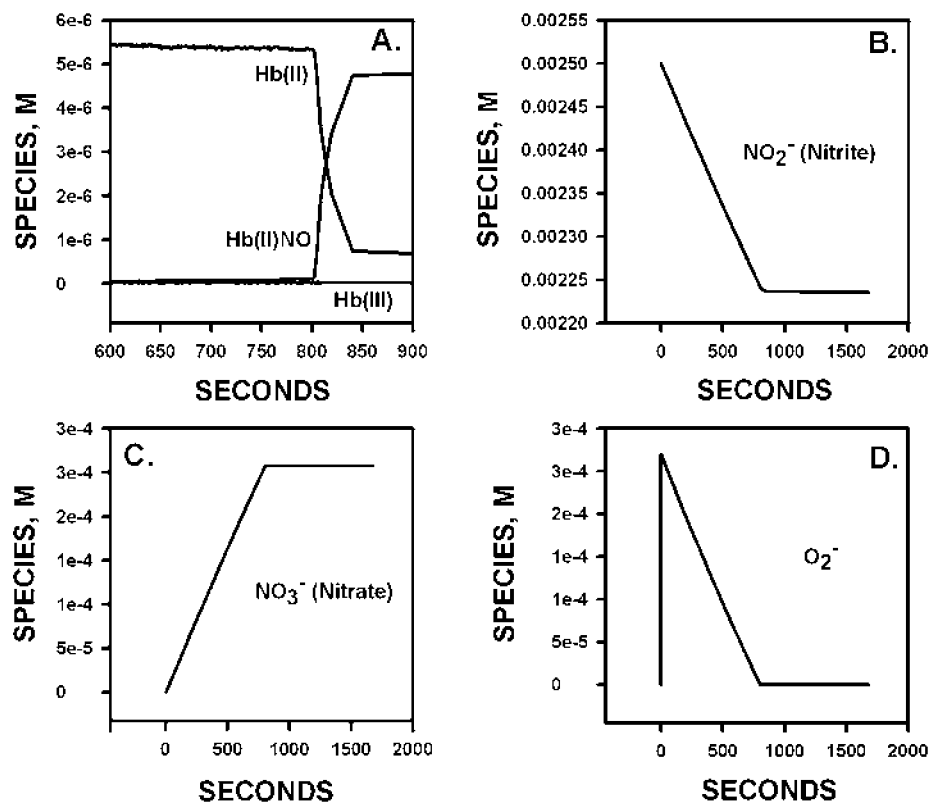 A.
6e-6
5e-6
4e-6
3e-6
2e-6
1e-6
0
SPECIES, M
Hb(II)
Hb(II)NO
Hb(III)
600 650 700 750 800 850 900
SECONDS
B.
0.00255
0.00250
0.00245
0.00240
0.00235
0.00230
0.00225
0.00220
SPECIES, M
NO2- (Nitrite)
0 500 1000 1500 2000
SECONDS
C.
3e-4
3e-4
2e-4
2e-4
1e-4
1e-4
5e-5
0
SPECIES, M
NO3- (Nitrate)
0 500 1000 1500 2000
SECONDS
D.
3e-4
3e-4
2e-4
2e-4
1e-4
5e-5
0
SPECIES, M
O2-
0 500 1000 1500 2000
SECONDS